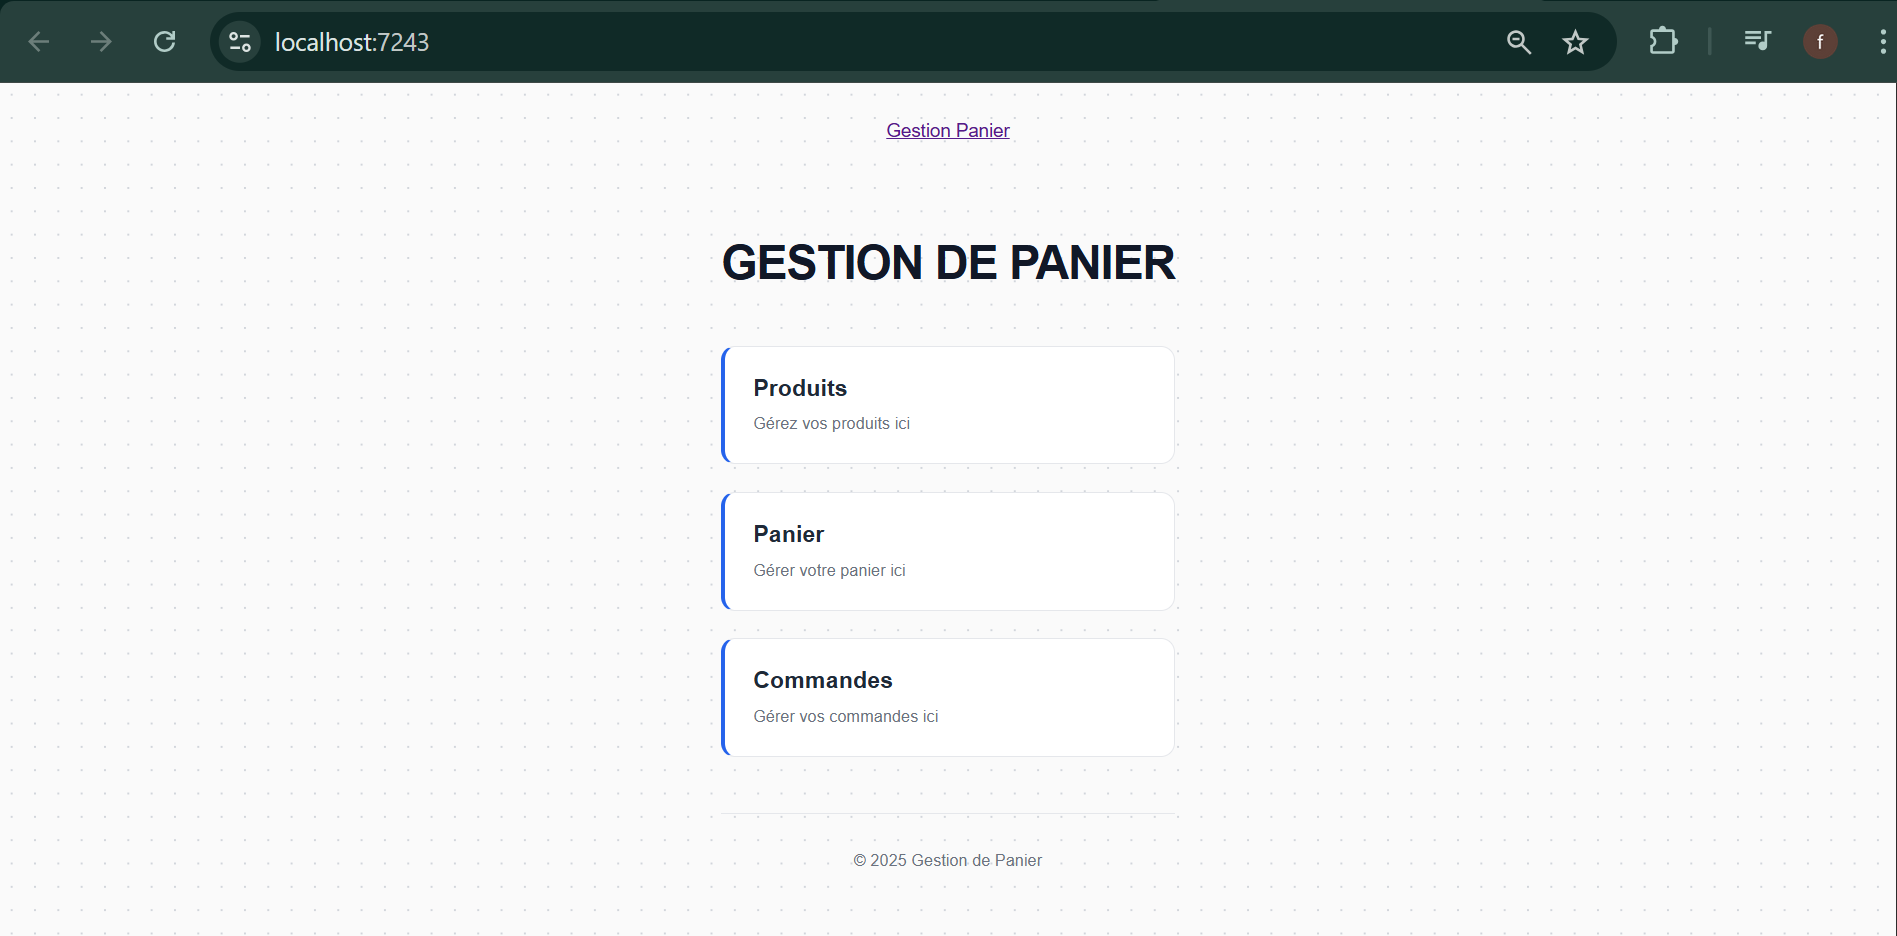 localhost:7243
f
Gestion Panier
GESTION DE PANIER
Produits
Gérez vos produits ici
Panier
Gérer votre panier ici
Commandes
Gérer vos commandes ici
© 2025 Gestion de Panier